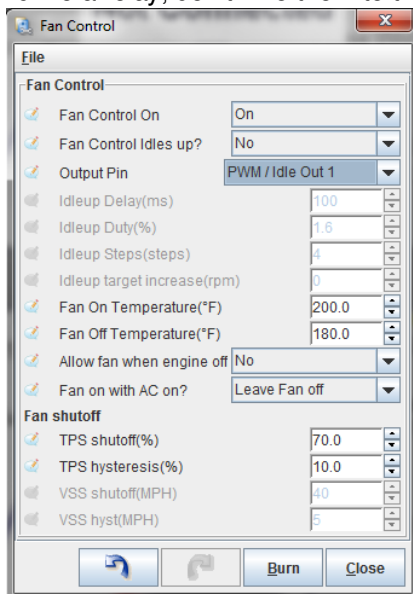 Fan Control
File
Fan Control
Fan Control On On
Fan Control Idles up? No
Output Pin PWM / Idle Out 1
Idleup Delay(ms) 100
Idleup Duty(%) 1.6
Idleup Steps(steps) 4
Idleup target increase(rpm) 0
Fan On Temperature(°F) 200.0
Fan Off Temperature(°F) 180.0
Allow fan when engine off No
Fan on with AC on? Leave Fan off
Fan shutoff
TPS shutoff(%) 70.0
TPS hysteresis(%) 10.0
VSS shutoff(MPH) 40
VSS hyst(MPH) 5
Burn Close